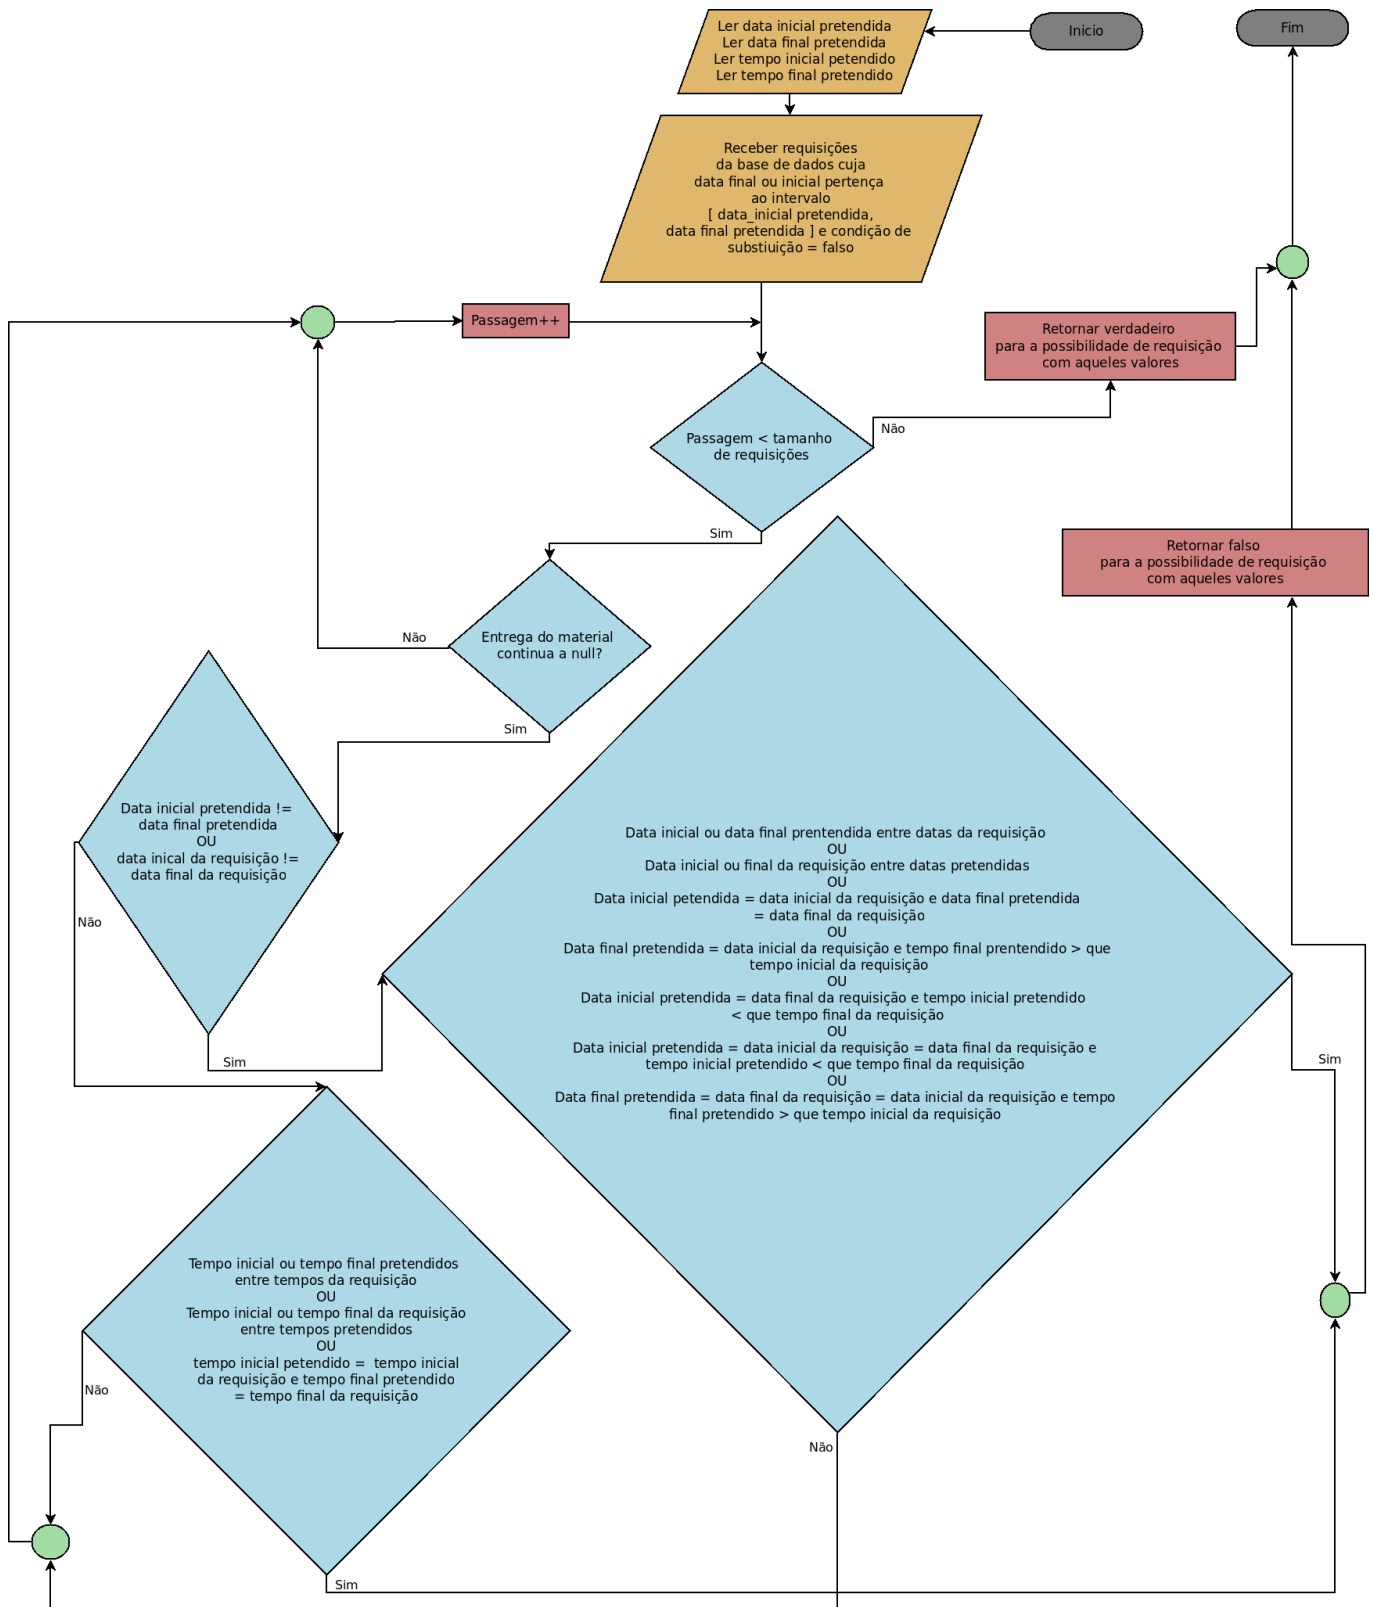 Ler data inicial pretendida
Ler data final pretendida
Ler tempo inicial petendido
Ler tempo final pretendido
Inicio
Fim
Receber requisições
da base de dados cuja
data final ou inicial pertença
ao intervalo
[ data_inicial pretendida,
data final pretendida ] e condição de
substiuição = falso
Passagem++
Retornar verdadeiro
para a possibilidade de requisição
com aqueles valores
Passagem < tamanho
de requisições
Não
Sim
Retornar falso
para a possibilidade de requisição
com aqueles valores
Entrega do material
continua a null?
Não
Sim
Data inicial pretendida !=
data final pretendida
OU
data inical da requisição !=
data final da requisição
Não
Sim
Data inicial ou data final prentendida entre datas da requisição
OU
Data inicial ou final da requisição entre datas pretendidas
OU
Data inicial petendida = data inicial da requisição e data final pretendida
= data final da requisição
OU
Data final pretendida = data inicial da requisição e tempo final prentendido > que
tempo inicial da requisição
OU
Data inicial pretendida = data final da requisição e tempo inicial pretendido
< que tempo final da requisição
OU
Data inicial pretendida = data inicial da requisição = data final da requisição e
tempo inicial pretendido < que tempo final da requisição
OU
Data final pretendida = data final da requisição = data inicial da requisição e tempo
final pretendido > que tempo inicial da requisição
Sim
Não
Tempo inicial ou tempo final pretendidos
entre tempos da requisição
OU
Tempo inicial ou tempo final da requisição
entre tempos pretendidos
OU
tempo inicial petendido = tempo inicial
da requisição e tempo final pretendido
= tempo final da requisição
Não
Sim